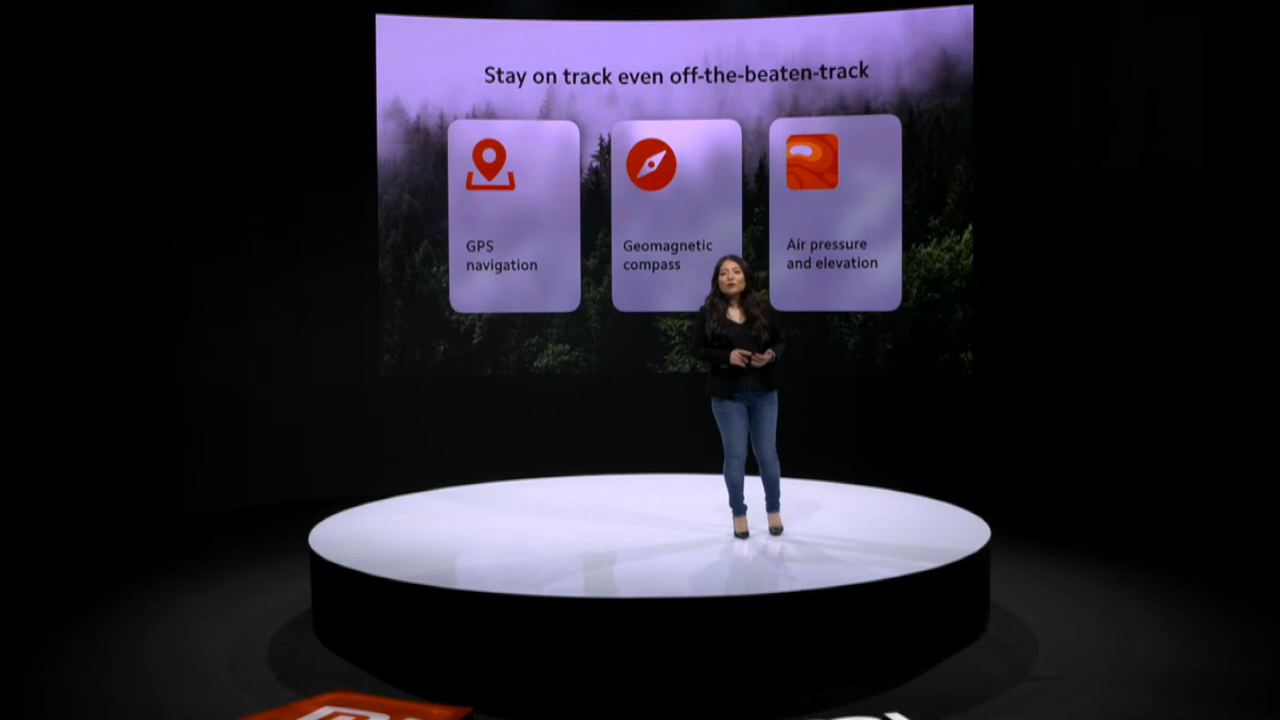 Stay on track even off-the-beaten-track
GPS
navigation
Geomagnetic
compass
Air pressure
and elevation